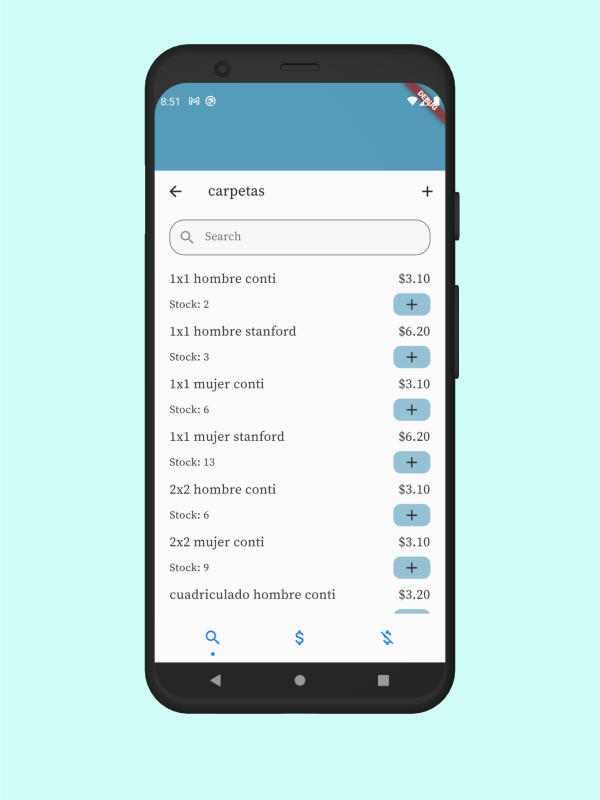 8:51
DEBUG
carpetas
Search
1x1 hombre conti $3.10
Stock: 2
1x1 hombre stanford $6.20
Stock: 3
1x1 mujer conti $3.10
Stock: 6
1x1 mujer stanford $6.20
Stock: 13
2x2 hombre conti $3.10
Stock: 6
2x2 mujer conti $3.10
Stock: 9
cuadriculado hombre conti $3.20